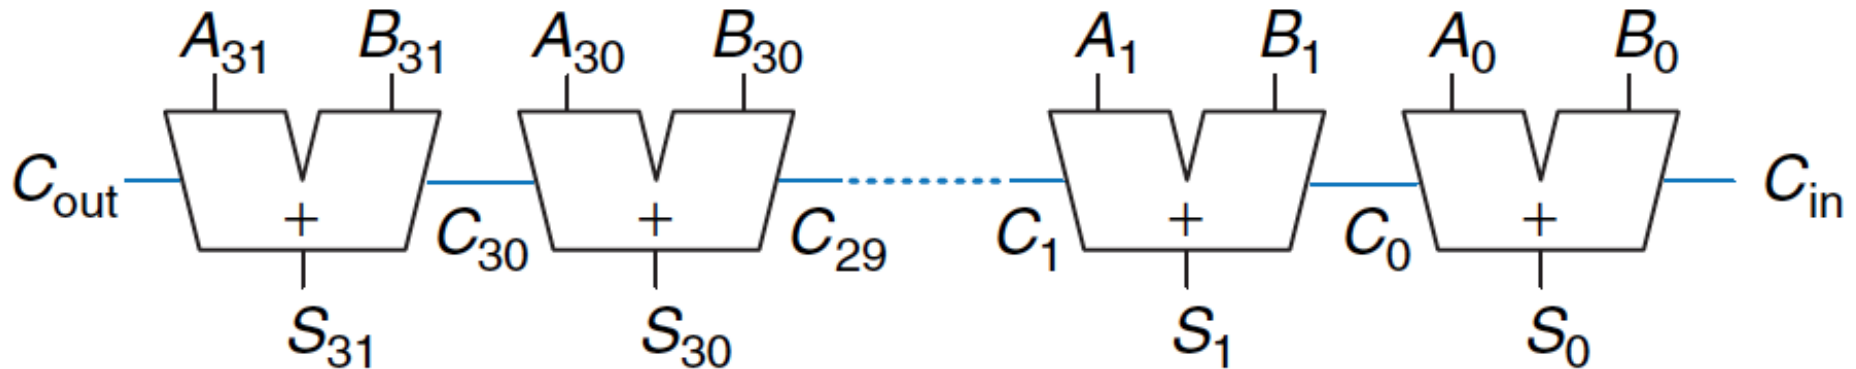 A31 B31 A30 B30 A1 B1 A0 B0
Cout + C30 + C29 C1 + C0 + Cin
S31 S30 S1 S0